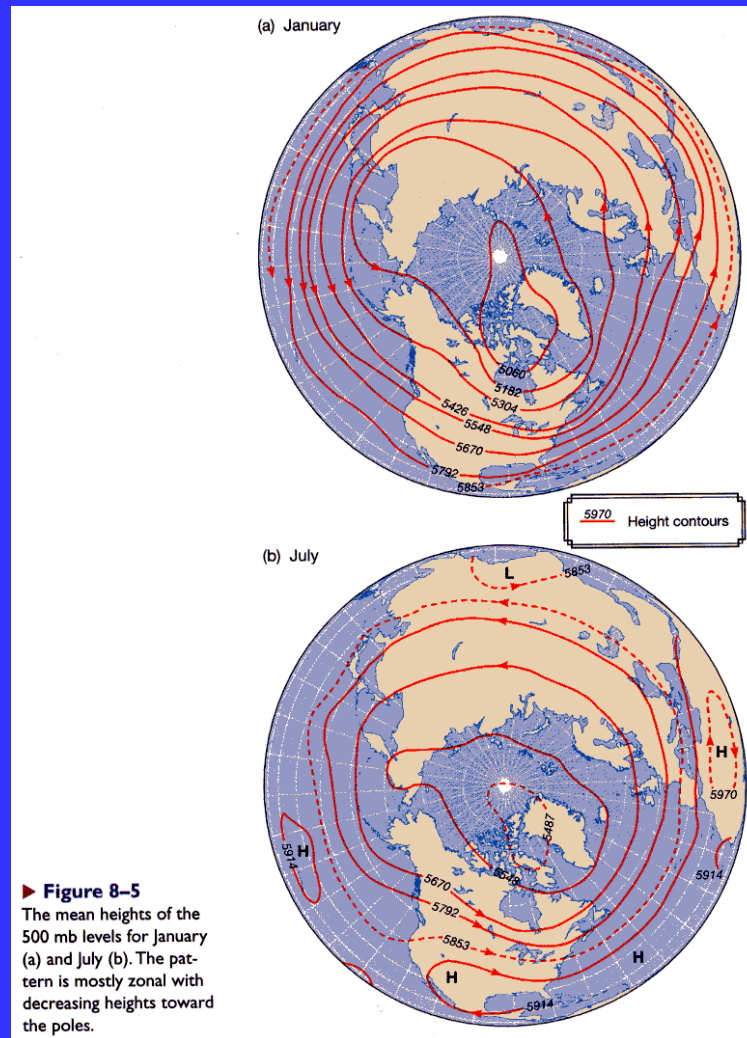 (a) January
5060
5182
5304
5426
5548
5670
5792
5853
5970 Height contours
(b) July
L
5853
H
5970
5487
H
5914
5914
5548
5670
5792
5853
H
H
5914
▶ Figure 8–5
The mean heights of the
500 mb levels for January
(a) and July (b). The pat-
tern is mostly zonal with
decreasing heights toward
the poles.